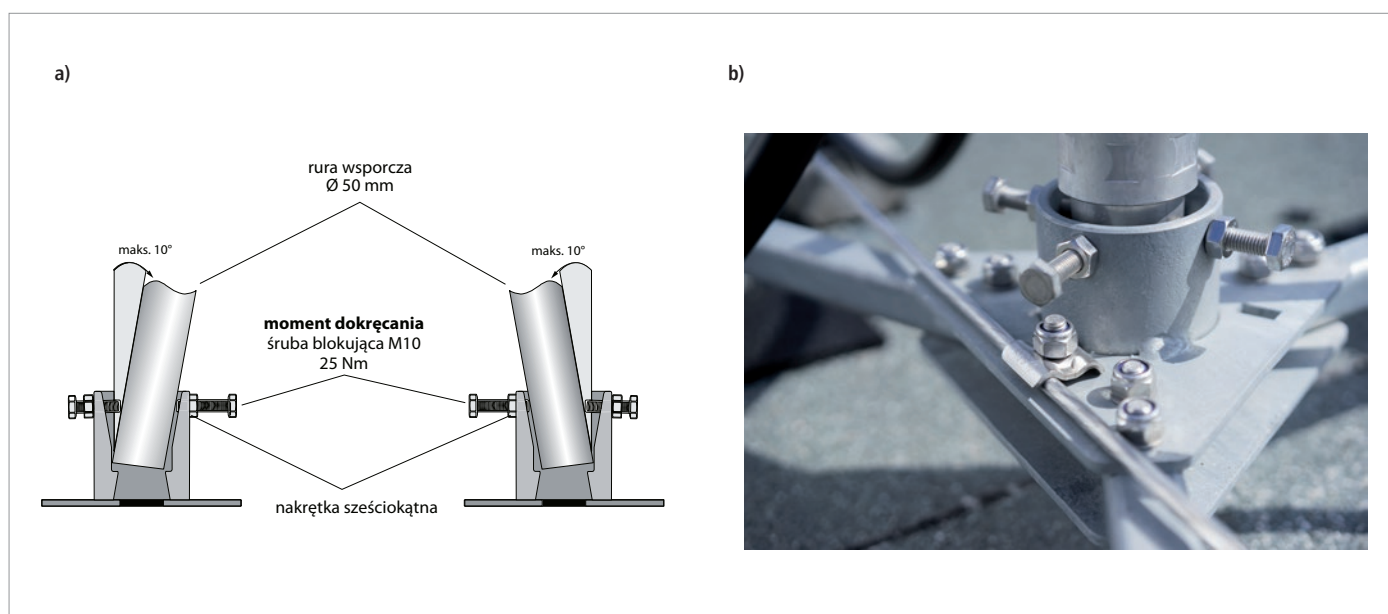 a)
b)
rura wsporcza
Ø 50 mm
maks. 10°
maks. 10°
moment dokręcania
śruba blokująca M10
25 Nm
nakrętka sześciokątna